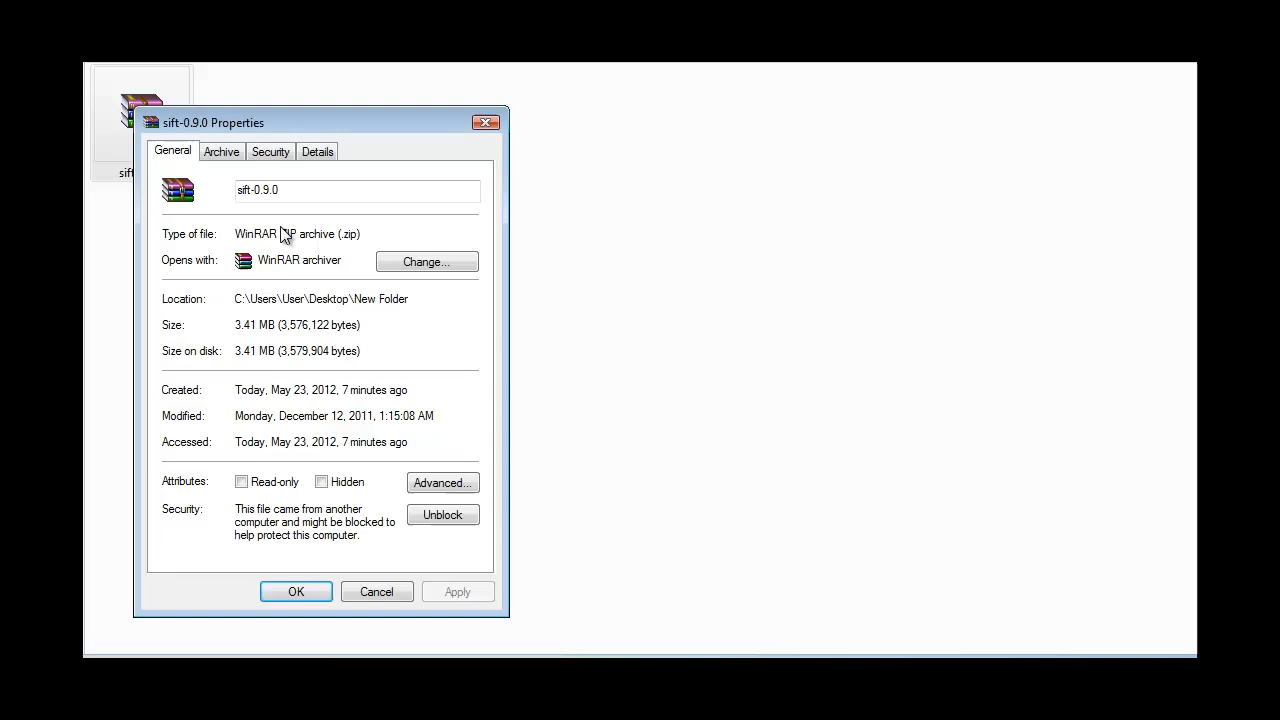 sift-0.9.0 Properties
General Archive Security Details
sift-0.9.0
Type of file: WinRAR archive (.zip)
Opens with: WinRAR archiver Change...
Location: C:\Users\User\Desktop\New Folder
Size: 3.41 MB (3,576,122 bytes)
Size on disk: 3.41 MB (3,579,904 bytes)
Created: Today, May 23, 2012, 7 minutes ago
Modified: Monday, December 12, 2011, 1:15:08 AM
Accessed: Today, May 23, 2012, 7 minutes ago
Attributes: Read-only Hidden Advanced...
Security: This file came from another
computer and might be blocked to
help protect this computer.
Unblock
OK Cancel Apply